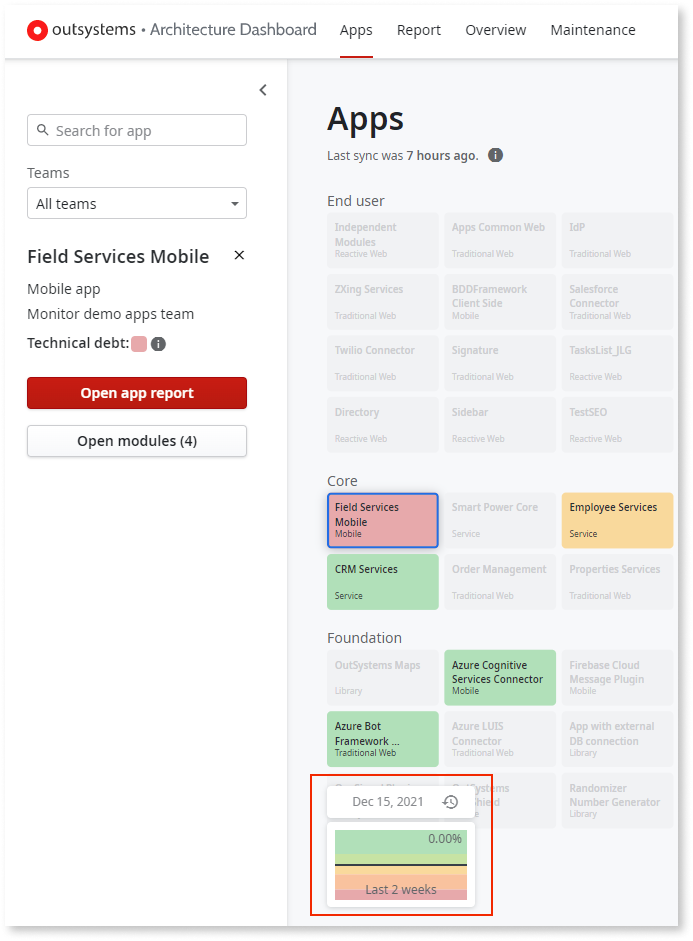 outsystems • Architecture Dashboard Apps Report Overview Maintenance
Search for app
Teams
All teams
Field Services Mobile
Mobile app
Monitor demo apps team
Technical debt:
Open app report
Open modules (4)
Apps
Last sync was 7 hours ago.
End user
Independent Modules
Reactive Web
Apps Common Web
Traditional Web
IdP
Traditional Web
ZXing Services
Traditional Web
BDDFramework
Client Side
Mobile
Salesforce
Connector
Traditional Web
Twilio Connector
Traditional Web
Signature
Traditional Web
TasksList_JLG
Reactive Web
Directory
Reactive Web
Sidebar
Reactive Web
TestSEO
Reactive Web
Core
Field Services
Mobile
Mobile
Smart Power Core
Service
Employee Services
Service
CRM Services
Service
Order Management
Traditional Web
Properties Services
Traditional Web
Foundation
OutSystems Maps
Library
Azure Cognitive
Services Connector
Mobile
Firebase Cloud
Message Plugin
Mobile
Azure Bot
Framework ...
Traditional Web
Azure LUIS
Connector
Traditional Web
App with external
DB connection
Library
Randomizer
Number Generator
Library
Dec 15, 2021
0.00%
Last 2 weeks